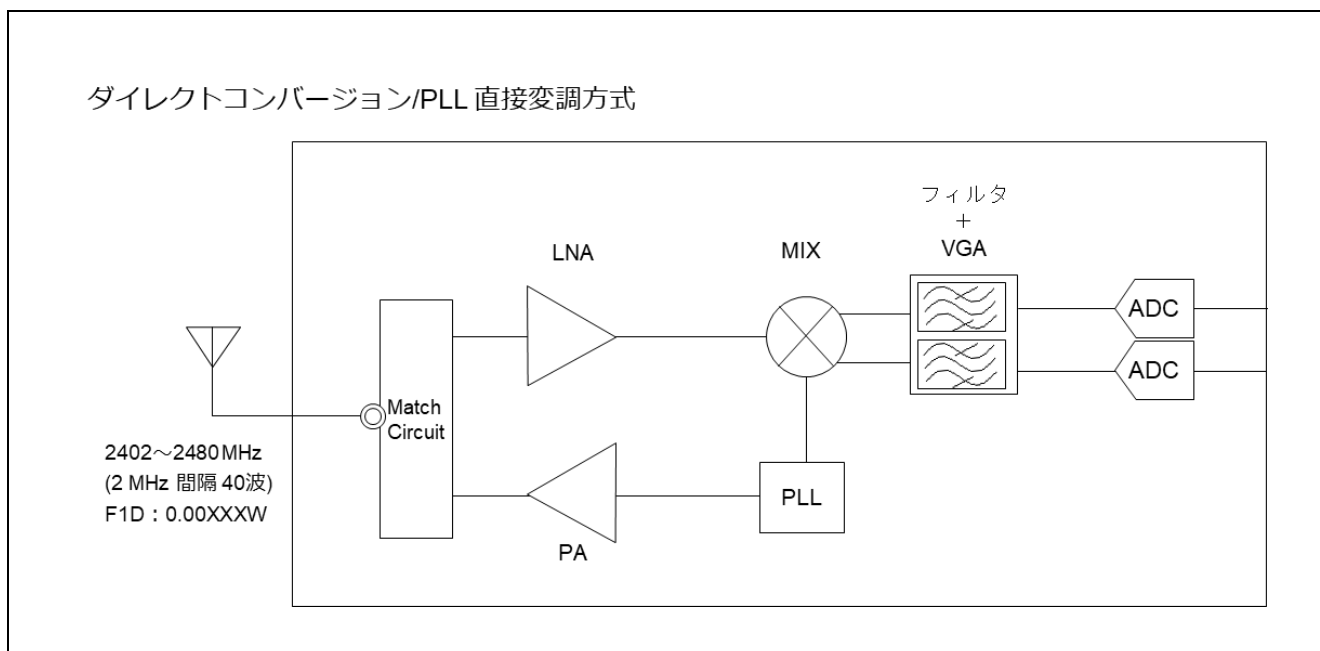 ダイレクトコンバージョン/PLL 直接変調方式
フィルタ
+
VGA
LNA
MIX
ADC
ADC
Match
Circuit
2402～2480MHz
(2 MHz 間隔 40波)
F1D：0.00XXXW
PLL
PA